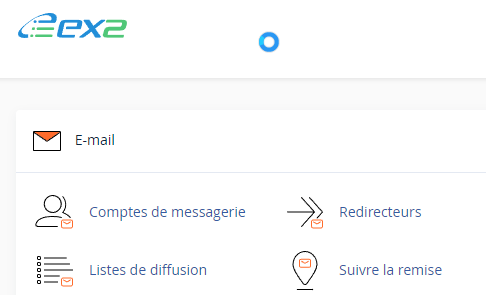 ex2
E-mail
Comptes de messagerie
Redirecteurs
Listes de diffusion
Suivre la remise